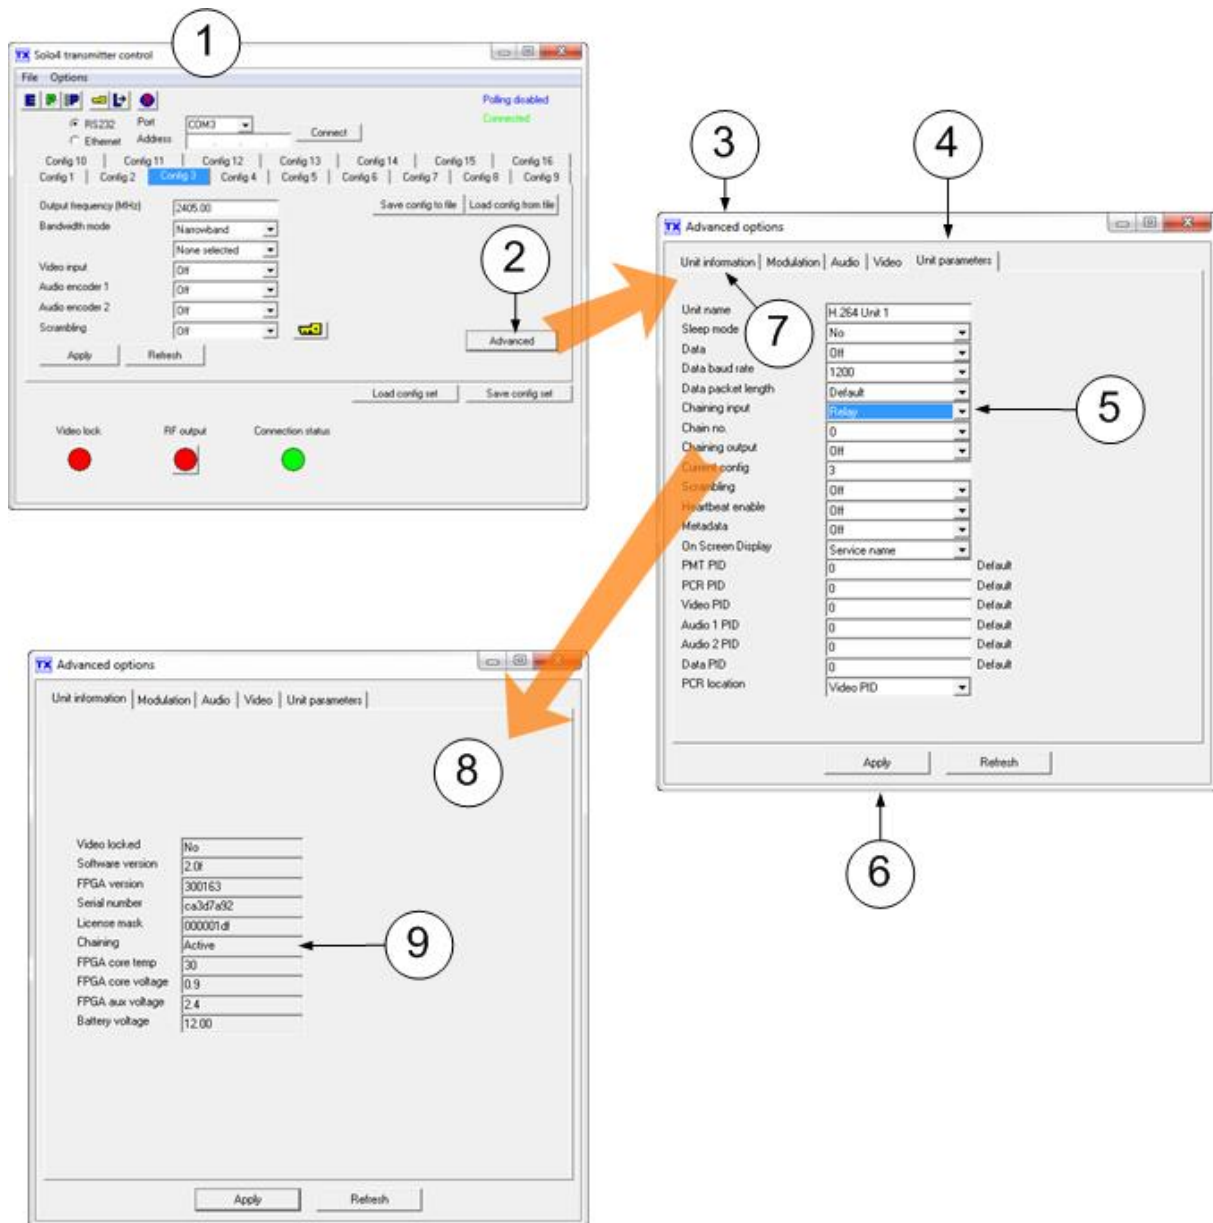 1
TX Solo4 transmitter control
File Options
E P IP
Polling disabled
Connected
RS232 Port COM3
Ethernet Address Connect
Config 10 Config 11 Config 12 Config 13 Config 14 Config 15 Config 16
Config 1 Config 2 Config 3 Config 4 Config 5 Config 6 Config 7 Config 8 Config 9
Output frequency (MHz) 2405.00 Save config to file Load config from file
Bandwidth mode Narrowband
None selected
2
Video input Off
Audio encoder 1 Off
Audio encoder 2 Off
Scrambling Off
Advanced
Apply Refresh
Load config set Save config set
Video lock RF output Connection status
3
4
TX Advanced options
Unit information Modulation Audio Video Unit parameters
7
Unit name H.264 Unit 1
Sleep mode No
Data Off
Data baud rate 1200
Data packet length Default
Chaining input Relay
5
Chain no. 0
Chaining output Off
Current config 3
Scrambling Off
Heartbeat enable Off
Metadata Off
On Screen Display Service name
PMT PID 0 Default
PCR PID 0 Default
Video PID 0 Default
Audio 1 PID 0 Default
Audio 2 PID 0 Default
Data PID 0 Default
PCR location Video PID
Apply Refresh
6
TX Advanced options
Unit information Modulation Audio Video Unit parameters
8
Video locked No
Software version 2.0f
FPGA version 300163
Serial number ca3d7a92
License mask 000001df
Chaining Active
9
FPGA core temp 30
FPGA core voltage 0.9
FPGA aux voltage 2.4
Battery voltage 12.00
Apply Refresh